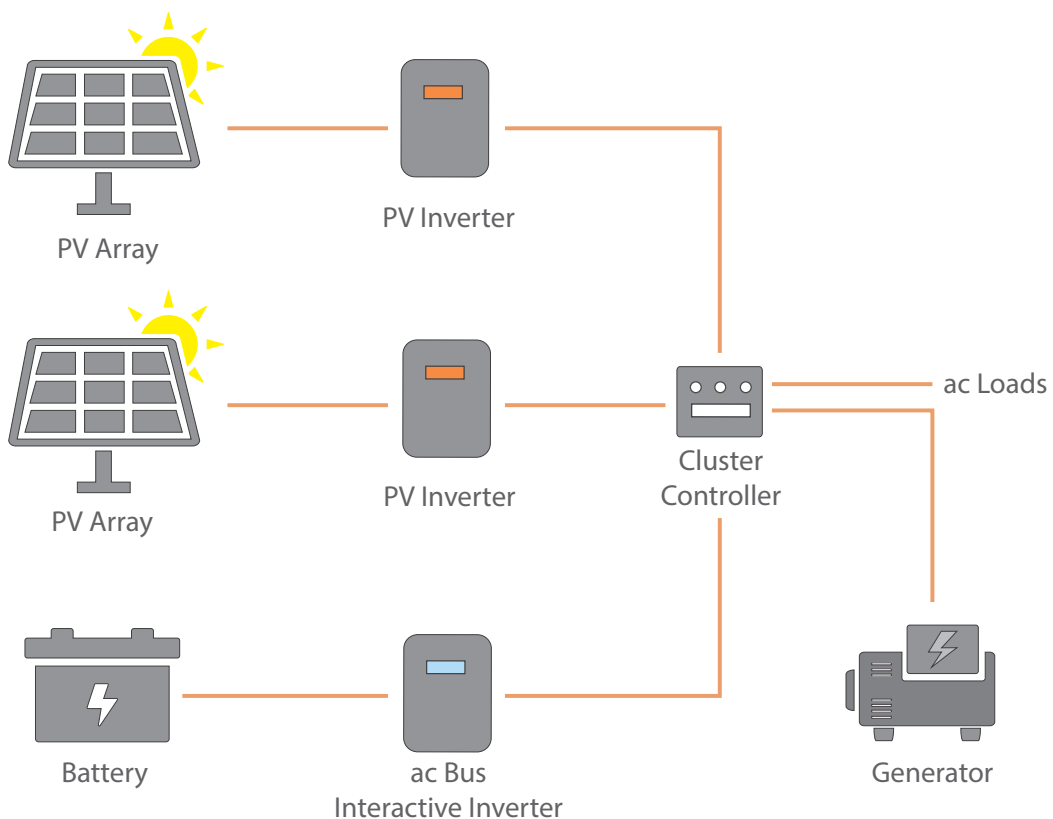 PV Array
PV Inverter
PV Array
PV Inverter
Cluster
Controller
ac Loads
Battery
ac Bus
Interactive Inverter
Generator